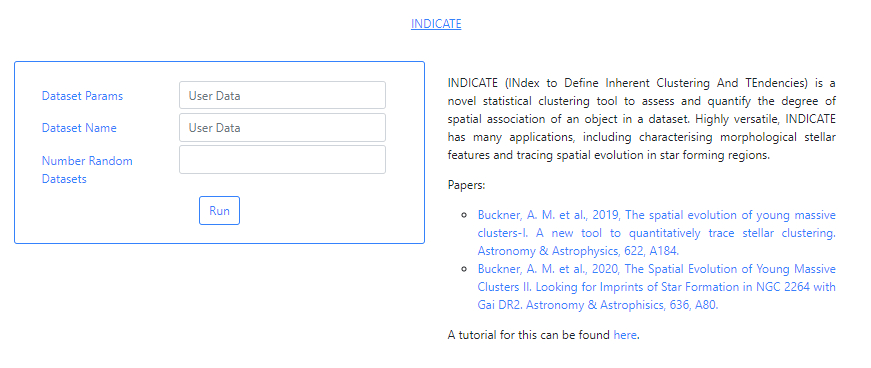 INDICATE
Dataset Params
User Data
Dataset Name
User Data
Number Random
Datasets
Run
INDICATE (INdex to Define Inherent Clustering And TEndencies) is a
novel statistical clustering tool to assess and quantify the degree of
spatial association of an object in a dataset. Highly versatile, INDICATE
has many applications, including characterising morphological stellar
features and tracing spatial evolution in star forming regions.
Papers:
Buckner, A. M. et al., 2019, The spatial evolution of young massive
clusters-I. A new tool to quantitatively trace stellar clustering.
Astronomy & Astrophysics, 622, A184.
Buckner, A. M. et al., 2020, The Spatial Evolution of Young Massive
Clusters II. Looking for Imprints of Star Formation in NGC 2264 with
Gai DR2. Astronomy & Astrophisics, 636, A80.
A tutorial for this can be found here.